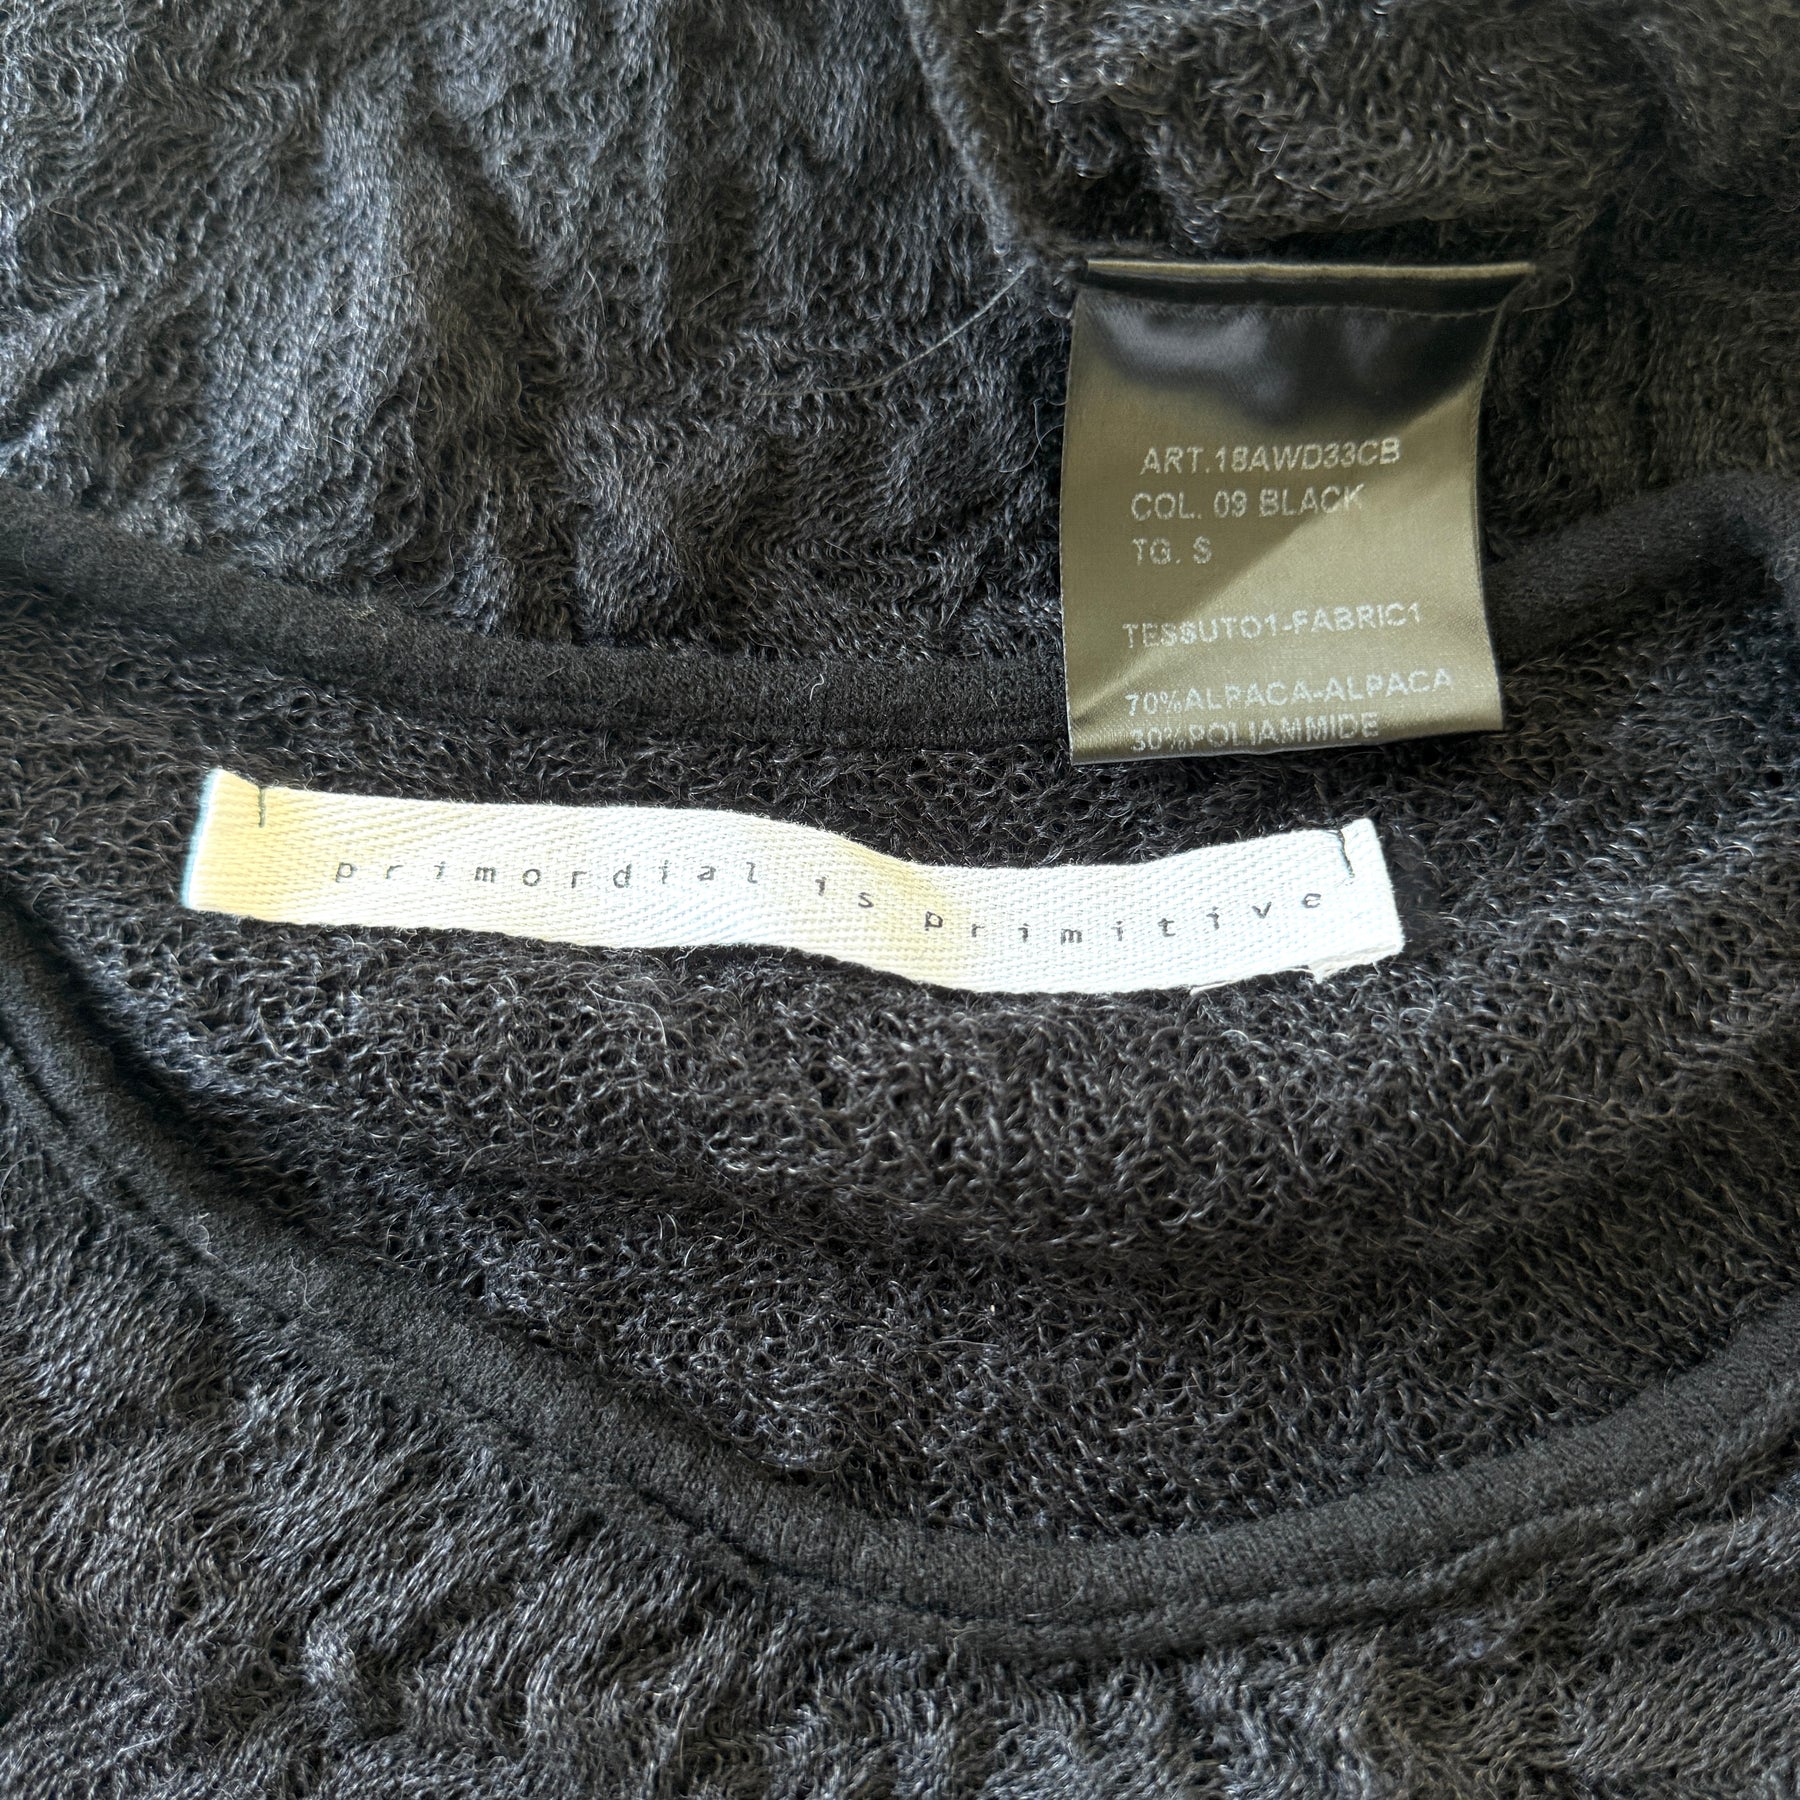 ART.18AWD33CB
COL. 09 BLACK
TG. S
TESSUTO1-FABRIC1
70%ALPACA-ALPACA
30%POLIAMMIDE
primordial is primitive